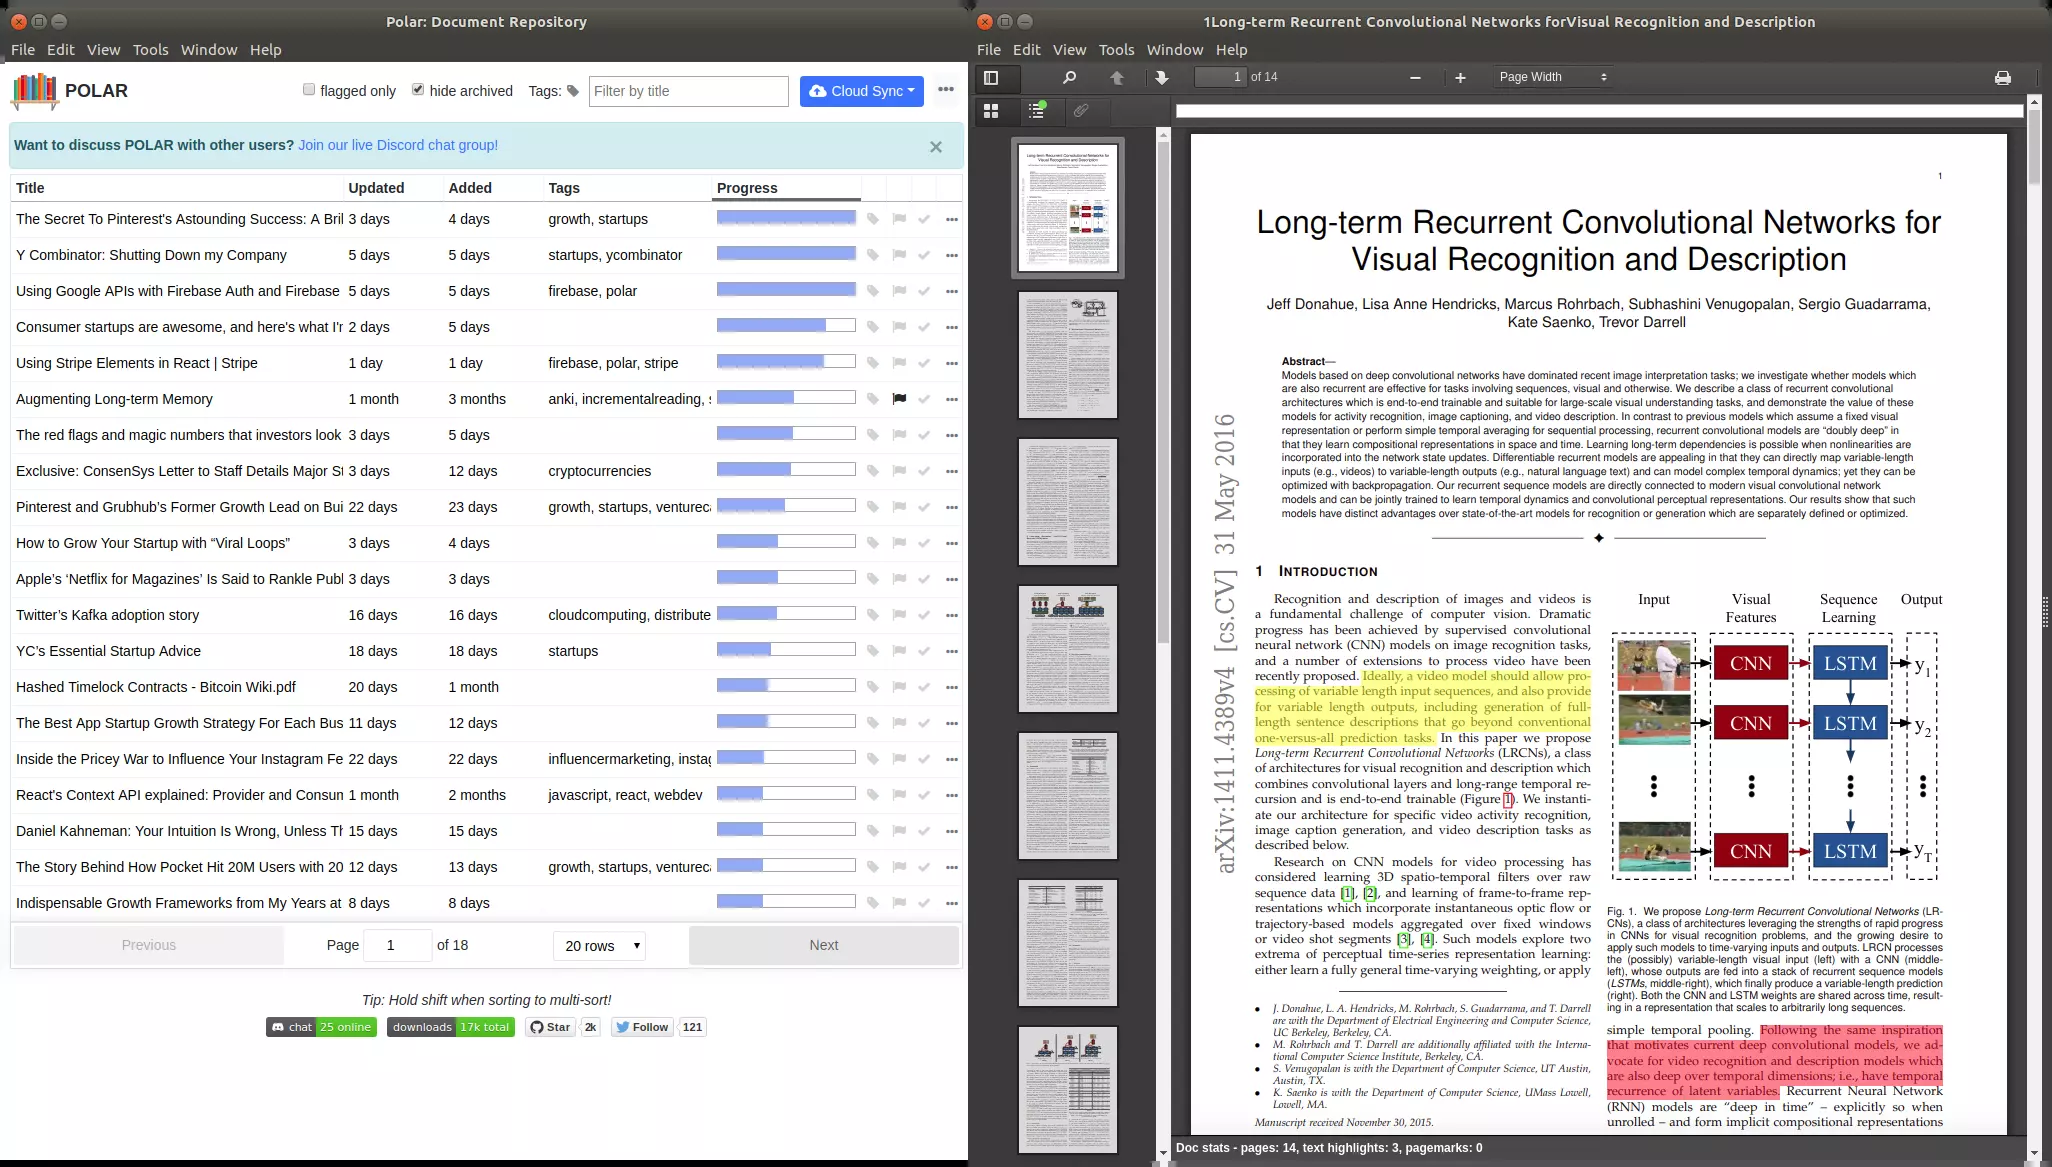 Polar: Document Repository
File Edit View Tools Window Help
POLAR
flagged only
hide archived
Tags:
Filter by title
Cloud Sync
Want to discuss POLAR with other users? Join our live Discord chat group!
Title Updated Added Tags Progress
The Secret To Pinterest's Astounding Success: A Bril 3 days 4 days growth, startups
Y Combinator: Shutting Down my Company 5 days 5 days startups, ycombinator
Using Google APIs with Firebase Auth and Firebase 5 days 5 days firebase, polar
Consumer startups are awesome, and here's what I'r 2 days 5 days
Using Stripe Elements in React | Stripe 1 day 1 day firebase, polar, stripe
Augmenting Long-term Memory 1 month 3 months anki, incrementalreading,
The red flags and magic numbers that investors look 3 days 5 days
Exclusive: ConsenSys Letter to Staff Details Major St 3 days 12 days cryptocurrencies
Pinterest and Grubhub's Former Growth Lead on Bui 22 days 23 days growth, startups, ventureca
How to Grow Your Startup with “Viral Loops” 3 days 4 days
Apple's ‘Netflix for Magazines’ Is Said to Rankle Publ 3 days 3 days
Twitter's Kafka adoption story 16 days 16 days cloudcomputing, distribute
YC's Essential Startup Advice 18 days 18 days startups
Hashed Timelock Contracts - Bitcoin Wiki.pdf 20 days 1 month
The Best App Startup Growth Strategy For Each Bus 11 days 12 days
Inside the Pricey War to Influence Your Instagram Fe 22 days 22 days influencermarketing, instag
React's Context API explained: Provider and Consun 1 month 2 months javascript, react, webdev
Daniel Kahneman: Your Intuition Is Wrong, Unless Th 15 days 15 days
The Story Behind How Pocket Hit 20M Users with 20 12 days 13 days growth, startups, ventureca
Indispensable Growth Frameworks from My Years at 8 days 8 days
Previous Page 1 of 18 20 rows Next
Tip: Hold shift when sorting to multi-sort!
chat 25 online downloads 17k total Star 2k Follow 121
1Long-term Recurrent Convolutional Networks forVisual Recognition and Description
File Edit View Tools Window Help
1 of 14 Page Width
1
Long-term Recurrent Convolutional Networks for
Visual Recognition and Description
Jeff Donahue, Lisa Anne Hendricks, Marcus Rohrbach, Subhashini Venugopalan, Sergio Guadarrama,
Kate Saenko, Trevor Darrell
Abstract—
Models based on deep convolutional networks have dominated recent image interpretation tasks; we investigate whether models which
are also recurrent are effective for tasks involving sequences, visual and otherwise. We describe a class of recurrent convolutional
architectures which is end-to-end trainable and suitable for large-scale visual understanding tasks, and demonstrate the value of these
models for activity recognition, image captioning, and video description. In contrast to previous models which assume a fixed visual
representation or perform simple temporal averaging for sequential processing, recurrent convolutional models are “doubly deep” in
that they learn compositional representations in space and time. Learning long-term dependencies is possible when nonlinearities are
incorporated into the network state updates. Differentiable recurrent models are appealing in that they can directly map variable-length
inputs (e.g., videos) to variable-length outputs (e.g., natural language text) and can model complex temporal dynamics; yet they can be
optimized with backpropagation. Our recurrent sequence models are directly connected to modern visual convolutional network
models and can be jointly trained to learn temporal dynamics and convolutional perceptual representations. Our results show that such
models have distinct advantages over state-of-the-art models for recognition or generation which are separately defined or optimized.
arXiv:1411.4389v4 [cs.CV] 31 May 2016
1 INTRODUCTION
Recognition and description of images and videos is
a fundamental challenge of computer vision. Dramatic
progress has been achieved by supervised convolutional
neural network (CNN) models on image recognition tasks,
and a number of extensions to process video have been
recently proposed. Ideally, a video model should allow pro-
cessing of variable length input sequences, and also provide
for variable length outputs, including generation of full-
length sentence descriptions that go beyond conventional
one-versus-all prediction tasks. In this paper we propose
Long-term Recurrent Convolutional Networks (LRCNs), a class
of architectures for visual recognition and description which
combines convolutional layers and long-range temporal re-
cursion and is end-to-end trainable (Figure 1). We instanti-
ate our architecture for specific video activity recognition,
image caption generation, and video description tasks as
described below.
Research on CNN models for video processing has
considered learning 3D spatio-temporal filters over raw
sequence data [1], [2], and learning of frame-to-frame rep-
resentations which incorporate instantaneous optic flow or
trajectory-based models aggregated over fixed windows
or video shot segments [3], [4]. Such models explore two
extrema of perceptual time-series representation learning:
either learn a fully general time-varying weighting, or apply
• J. Donahue, L. A. Hendricks, M. Rohrbach, S. Guadarrama, and T. Darrell
are with the Department of Electrical Engineering and Computer Science,
UC Berkeley, Berkeley, CA.
• M. Rohrbach and T. Darrell are additionally affiliated with the Interna-
tional Computer Science Institute, Berkeley, CA.
• S. Venugopalan is with the Department of Computer Science, UT Austin,
Austin, TX.
• K. Saenko is with the Department of Computer Science, UMass Lowell,
Lowell, MA.
Manuscript received November 30, 2015.
Input Visual Features Sequence Learning Output
CNN LSTM y1
CNN LSTM y2
CNN LSTM yT
Fig. 1. We propose Long-term Recurrent Convolutional Networks (LR-
CNs), a class of architectures leveraging the strengths of rapid progress
in CNNs for visual recognition problems, and the growing desire to
apply such models to time-varying inputs and outputs. LRCN processes
the (possibly) variable-length visual input (left) with a CNN (middle-
left), whose outputs are fed into a stack of recurrent sequence models
(LSTMs, middle-right), which finally produce a variable-length prediction
(right). Both the CNN and LSTM weights are shared across time, result-
ing in a representation that scales to arbitrarily long sequences.
simple temporal pooling. Following the same inspiration
that motivates current deep convolutional models, we ad-
vocate for video recognition and description models which
are also deep over temporal dimensions; i.e., have temporal
recurrence of latent variables. Recurrent Neural Network
(RNN) models are “deep in time” – explicitly so when
unrolled – and form implicit compositional representations
Doc stats - pages: 14, text highlights: 3, pagemarks: 0